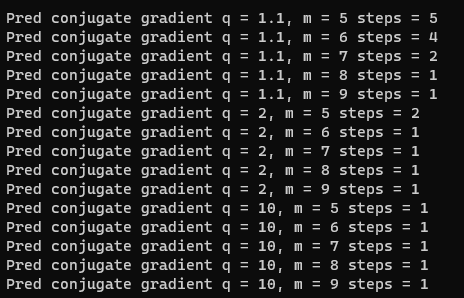 Pred conjugate gradient q = 1.1, m = 5 steps = 5
Pred conjugate gradient q = 1.1, m = 6 steps = 4
Pred conjugate gradient q = 1.1, m = 7 steps = 2
Pred conjugate gradient q = 1.1, m = 8 steps = 1
Pred conjugate gradient q = 1.1, m = 9 steps = 1
Pred conjugate gradient q = 2, m = 5 steps = 2
Pred conjugate gradient q = 2, m = 6 steps = 1
Pred conjugate gradient q = 2, m = 7 steps = 1
Pred conjugate gradient q = 2, m = 8 steps = 1
Pred conjugate gradient q = 2, m = 9 steps = 1
Pred conjugate gradient q = 10, m = 5 steps = 1
Pred conjugate gradient q = 10, m = 6 steps = 1
Pred conjugate gradient q = 10, m = 7 steps = 1
Pred conjugate gradient q = 10, m = 8 steps = 1
Pred conjugate gradient q = 10, m = 9 steps = 1